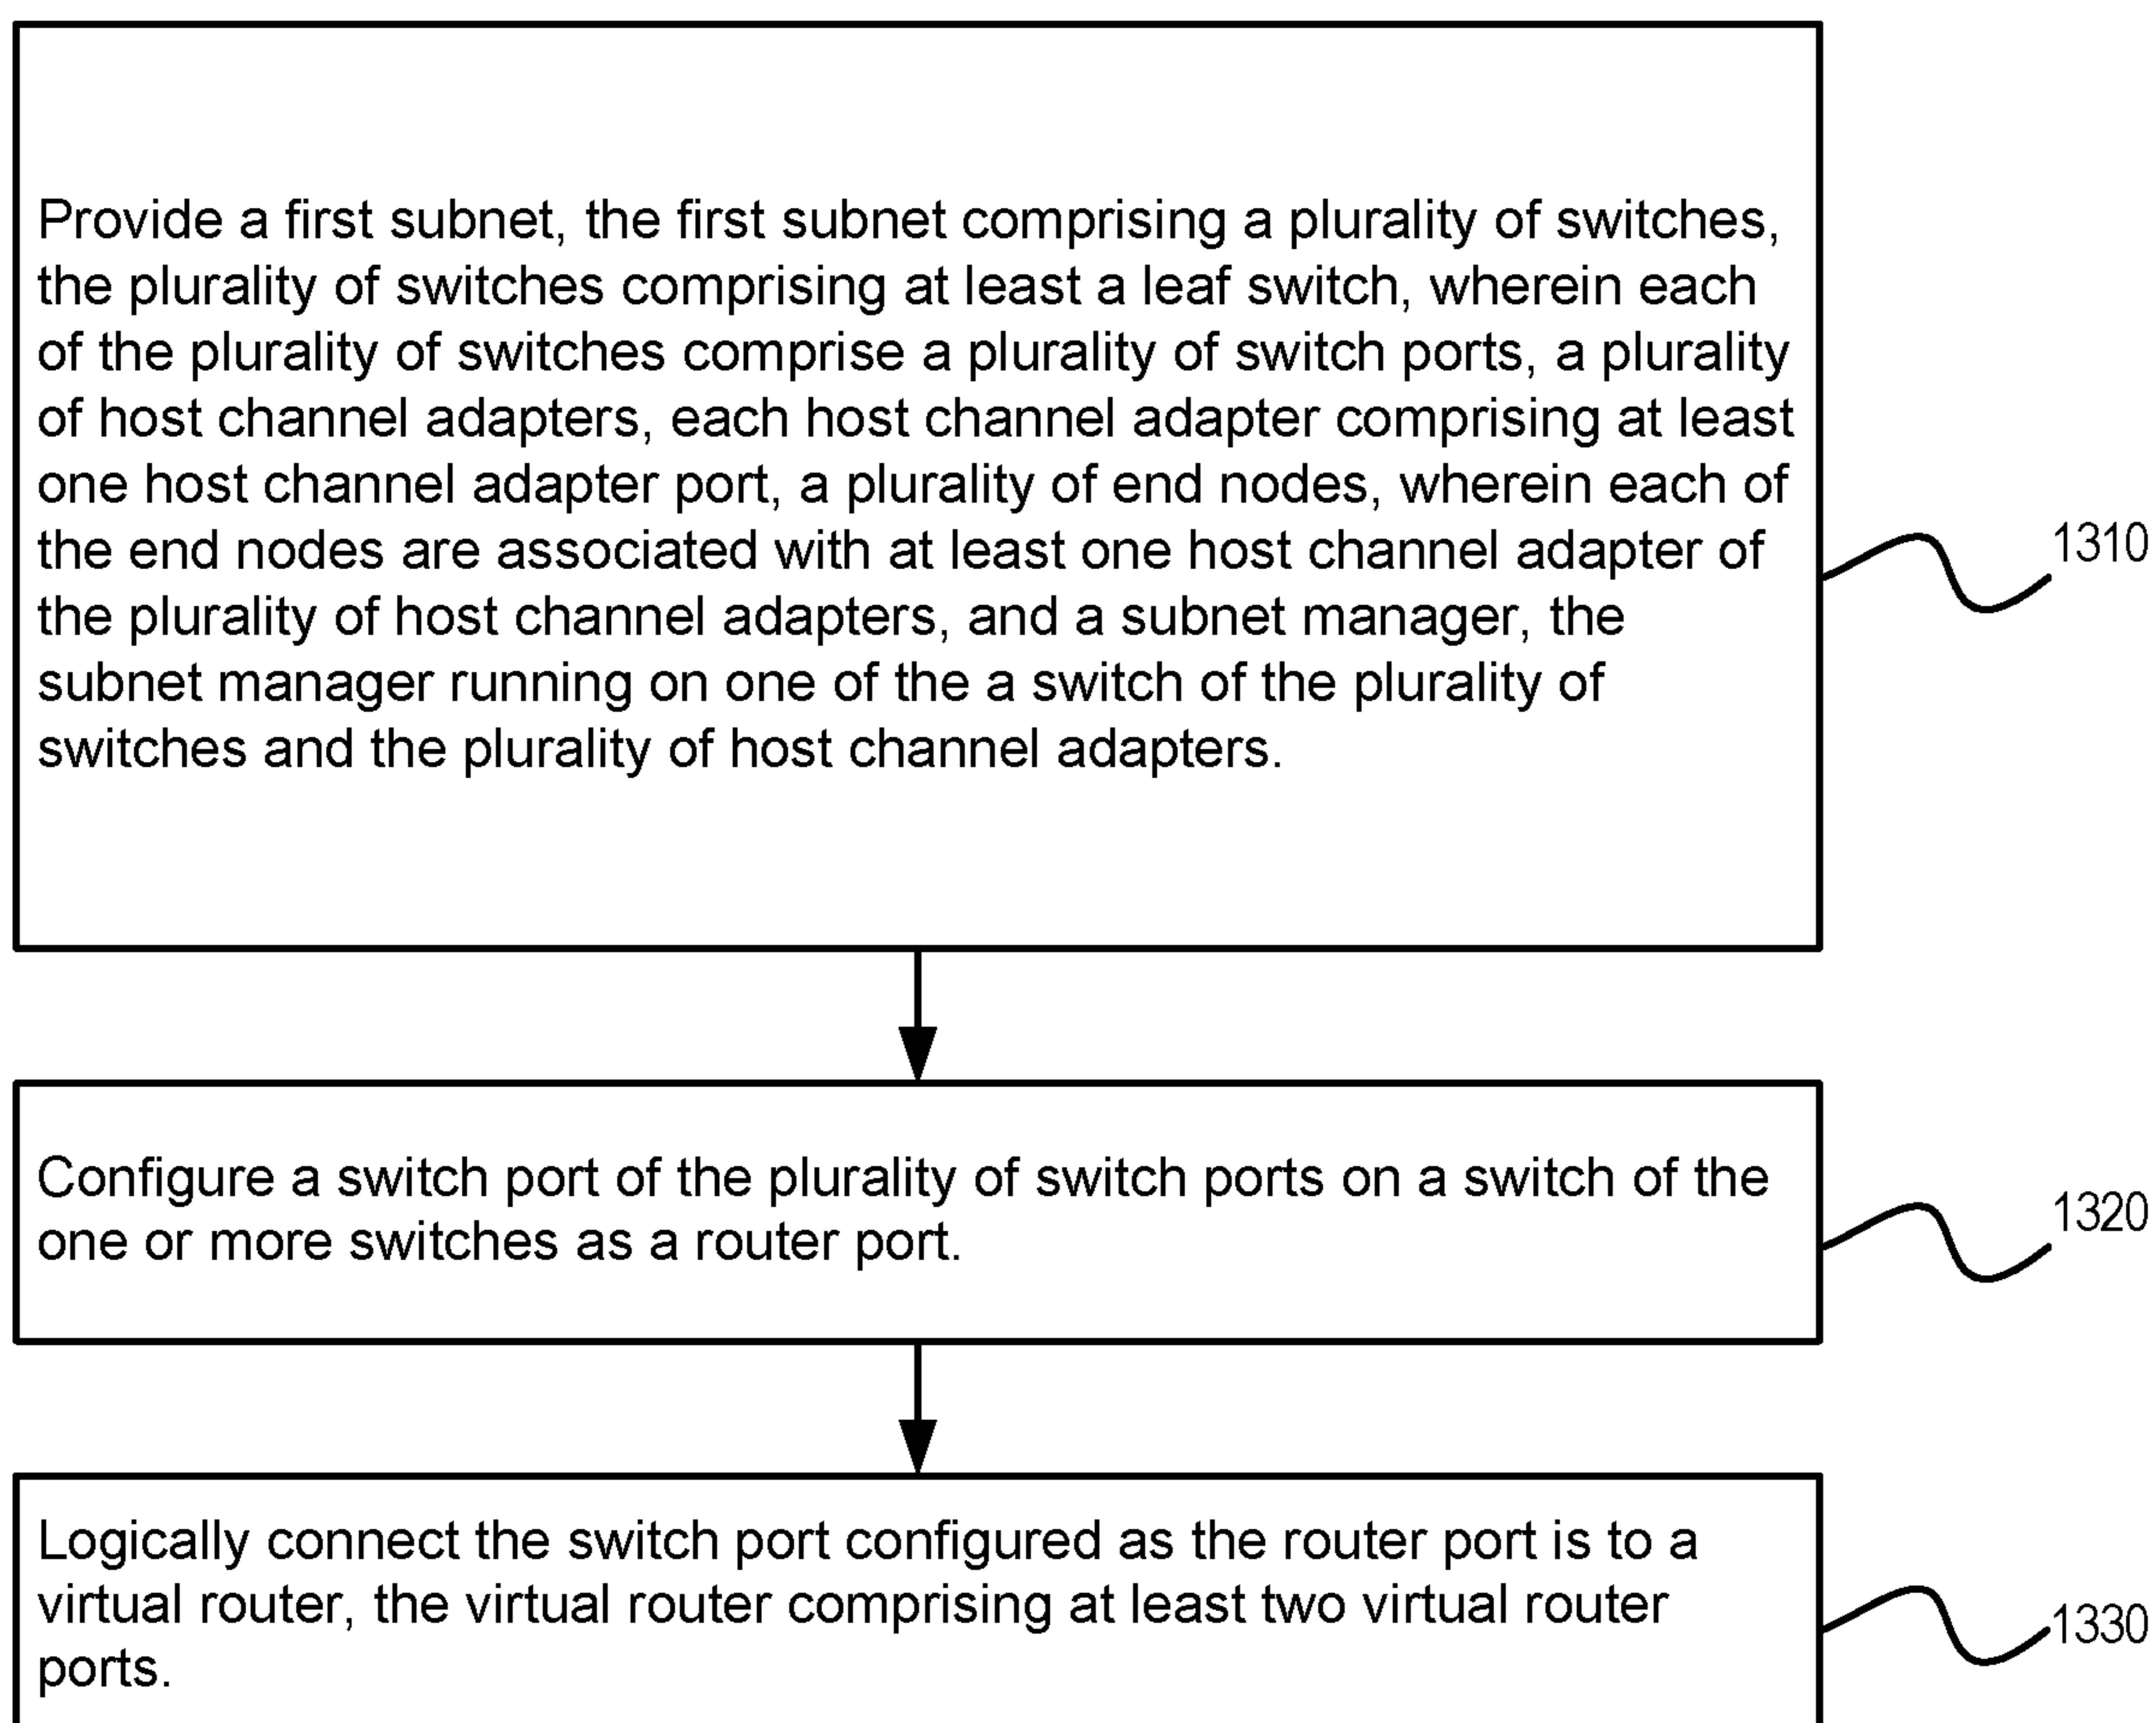 Provide a first subnet, the first subnet comprising a plurality of switches,
the plurality of switches comprising at least a leaf switch, wherein each
of the plurality of switches comprise a plurality of switch ports, a plurality
of host channel adapters, each host channel adapter comprising at least
one host channel adapter port, a plurality of end nodes, wherein each of
the end nodes are associated with at least one host channel adapter of
the plurality of host channel adapters, and a subnet manager, the
subnet manager running on one of the a switch of the plurality of
switches and the plurality of host channel adapters.
1310
Configure a switch port of the plurality of switch ports on a switch of the
one or more switches as a router port.
1320
Logically connect the switch port configured as the router port is to a
virtual router, the virtual router comprising at least two virtual router
ports.
1330